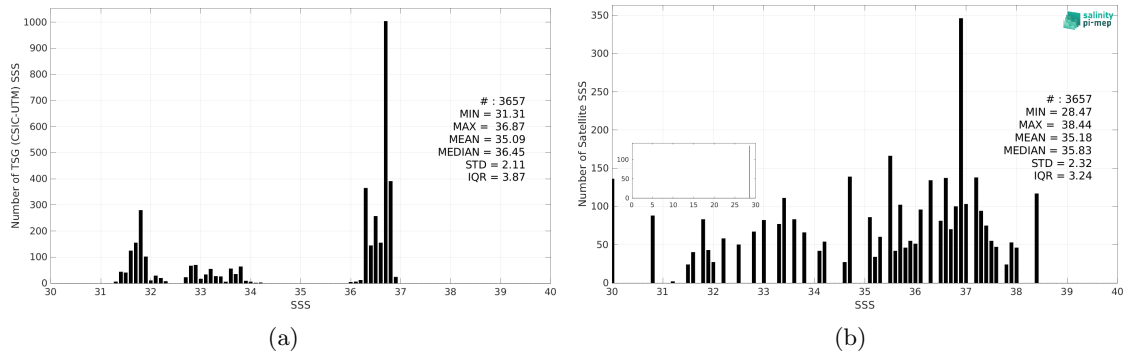 1000
900
800
700
600
500
400
300
200
100
0
Number of TSG (CSIC-UTM) SSS
# : 3657
MIN = 31.31
MAX = 36.87
MEAN = 35.09
MEDIAN = 36.45
STD = 2.11
IQR = 3.87
30 31 32 33 34 35 36 37 38 39 40
SSS
(a)
350
300
250
200
150
100
50
0
Number of Satellite SSS
salinity
pi-mep
# : 3657
MIN = 28.47
MAX = 38.44
MEAN = 35.18
MEDIAN = 35.83
STD = 2.32
IQR = 3.24
100
50
0
0 5 10 15 20 25 30
30 31 32 33 34 35 36 37 38 39 40
SSS
(b)